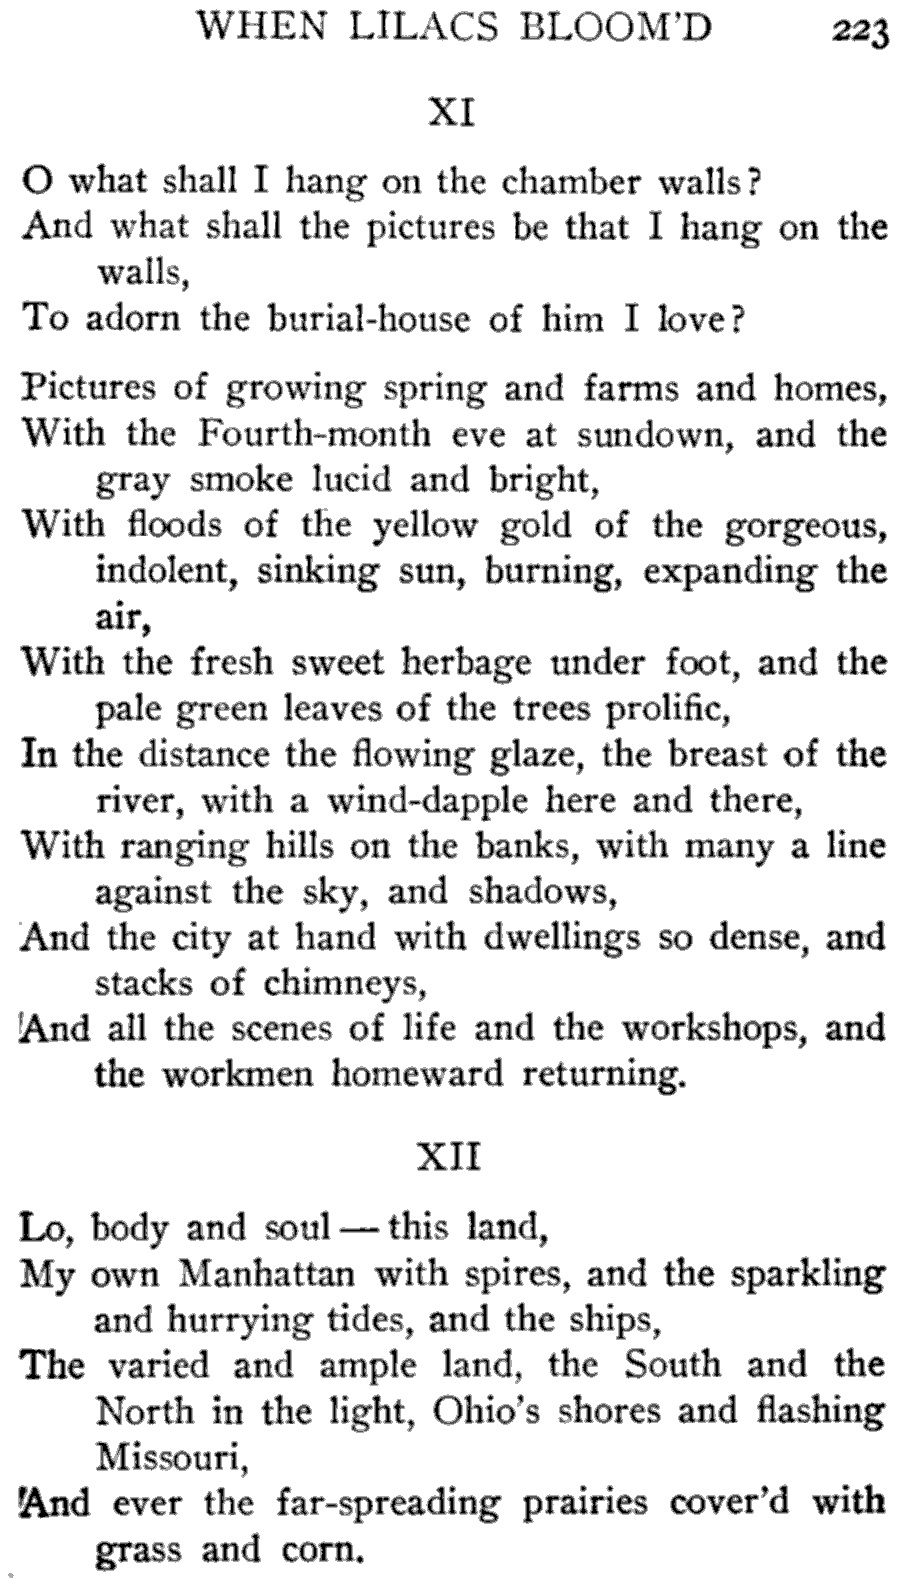 WHEN LILACS BLOOM'D 223
XI
O what shall I hang on the chamber walls?
And what shall the pictures be that I hang on the
walls,
To adorn the burial-house of him I love?
Pictures of growing spring and farms and homes,
With the Fourth-month eve at sundown, and the
gray smoke lucid and bright,
With floods of the yellow gold of the gorgeous,
indolent, sinking sun, burning, expanding the
air,
With the fresh sweet herbage under foot, and the
pale green leaves of the trees prolific,
In the distance the flowing glaze, the breast of the
river, with a wind-dapple here and there,
With ranging hills on the banks, with many a line
against the sky, and shadows,
And the city at hand with dwellings so dense, and
stacks of chimneys,
And all the scenes of life and the workshops, and
the workmen homeward returning.
XII
Lo, body and soul — this land,
My own Manhattan with spires, and the sparkling
and hurrying tides, and the ships,
The varied and ample land, the South and the
North in the light, Ohio's shores and flashing
Missouri,
And ever the far-spreading prairies cover'd with
grass and corn.